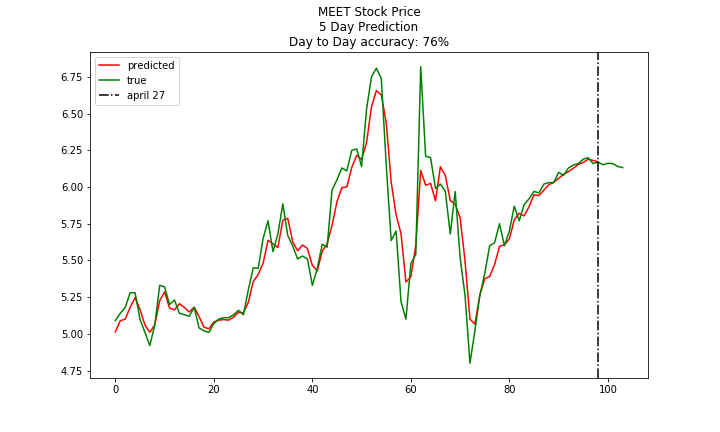 MEET Stock Price
5 Day Prediction
Day to Day accuracy: 76%
predicted
true
april 27
6.75
6.50
6.25
6.00
5.75
5.50
5.25
5.00
4.75
0 20 40 60 80 100